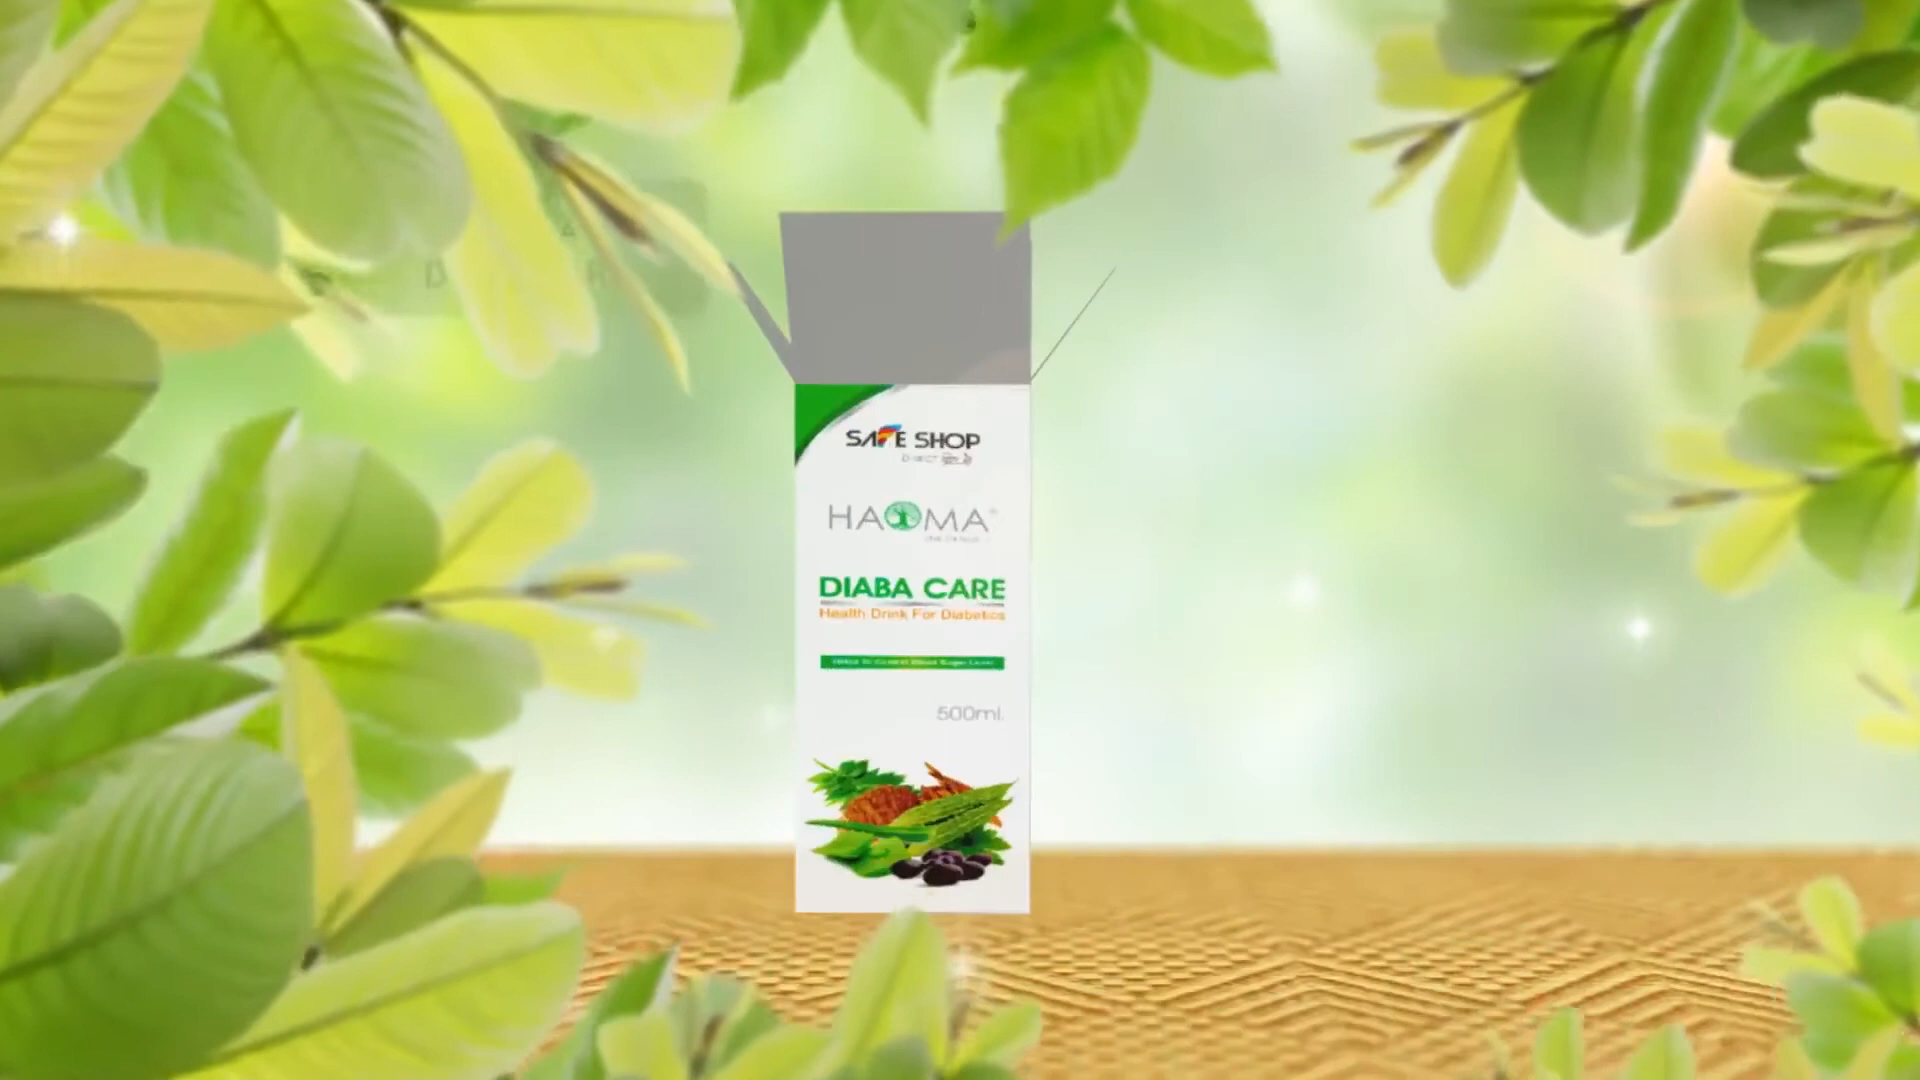 SAFE SHOP
HAOMA®
DIABA CARE
Health Drink For Diabetics
500ml.